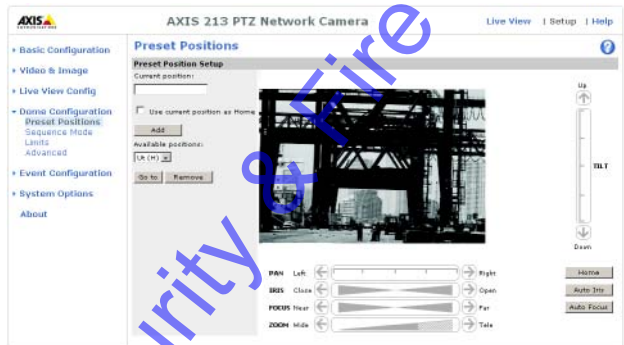 AXIS
AXIS 213 PTZ Network Camera
Live View | Setup | Help
Basic Configuration
Video & Image
Live View Config
Dome Configuration
Preset Positions
Sequence Mode
Limits
Advanced
Event Configuration
System Options
About
Preset Positions
?
Preset Position Setup
Current position:
Use current position as Home
Add
Available positions:
(H)
Go to Remove
Up
TILT
Down
PAN Left Right
IRIS Close Open
FOCUS Near Far
ZOOM Wide Tele
Home
Auto Iris
Auto Focus
urity & Fire